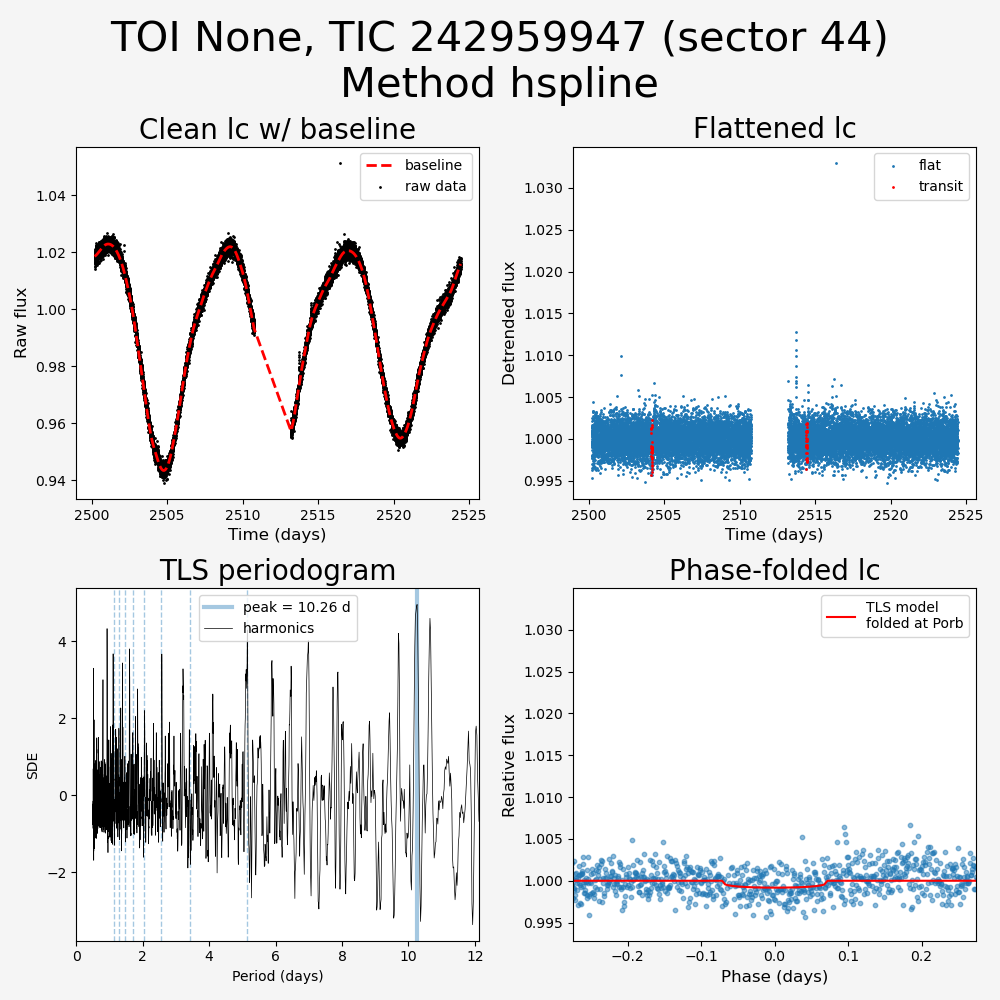 TOI None, TIC 242959947 (sector 44)
Method hspline
Clean lc w/ baseline
baseline
raw data
Raw flux
1.04
1.02
1.00
0.98
0.96
0.94
2500
2505
2510
2515
2520
2525
Time (days)
Flattened lc
flat
transit
Detrended flux
1.030
1.025
1.020
1.015
1.010
1.005
1.000
0.995
2500
2505
2510
2515
2520
2525
Time (days)
TLS periodogram
peak = 10.26 d
harmonics
SDE
4
2
0
−2
0
2
4
6
8
10
12
Period (days)
Phase-folded lc
TLS model
folded at Porb
Relative flux
1.030
1.025
1.020
1.015
1.010
1.005
1.000
0.995
−0.2
−0.1
0.0
0.1
0.2
Phase (days)